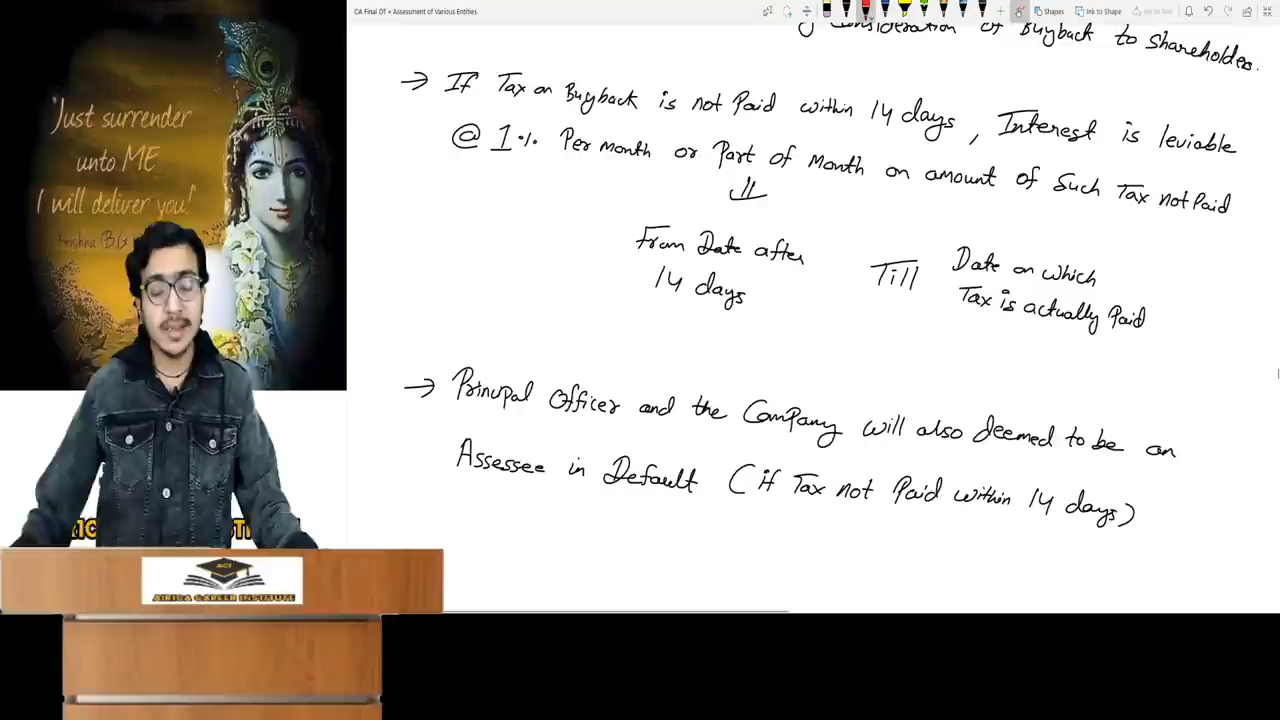 CA Final DT » Assessment of Various Entities
Shapes
Ink to Shape
Consideration of Buyback to shareholder.
→ If Tax on Buyback is not Paid within 14 days, Interest is leviable
@ 1% Per month or Part of Month on amount of Such Tax not Paid
From Date after
14 days
Till
Date on which
Tax is actually Paid
→ Principal Officer and the Company will also deemed to be an
Assessee in Default (if Tax not Paid within 14 days)
"Just surrender
unto ME
I will deliver you!"
Krishna (B.G
ACI
AIRICA CAREER INSTITUTE